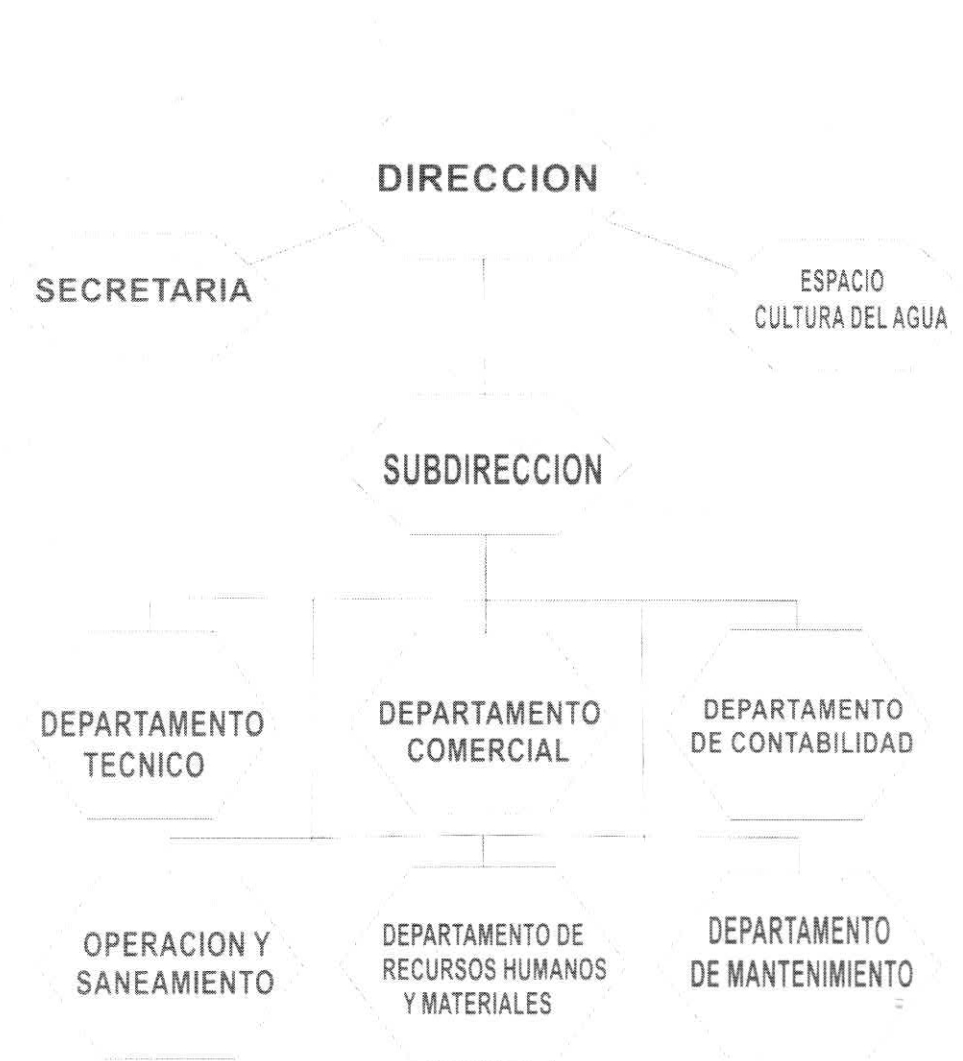 DIRECCION
SECRETARIA
ESPACIO
CULTURA DEL AGUA
SUBDIRECCION
DEPARTAMENTO
TECNICO
DEPARTAMENTO
COMERCIAL
DEPARTAMENTO
DE CONTABILIDAD
OPERACION Y
SANEAMIENTO
DEPARTAMENTO DE
RECURSOS HUMANOS
Y MATERIALES
DEPARTAMENTO
DE MANTENIMIENTO